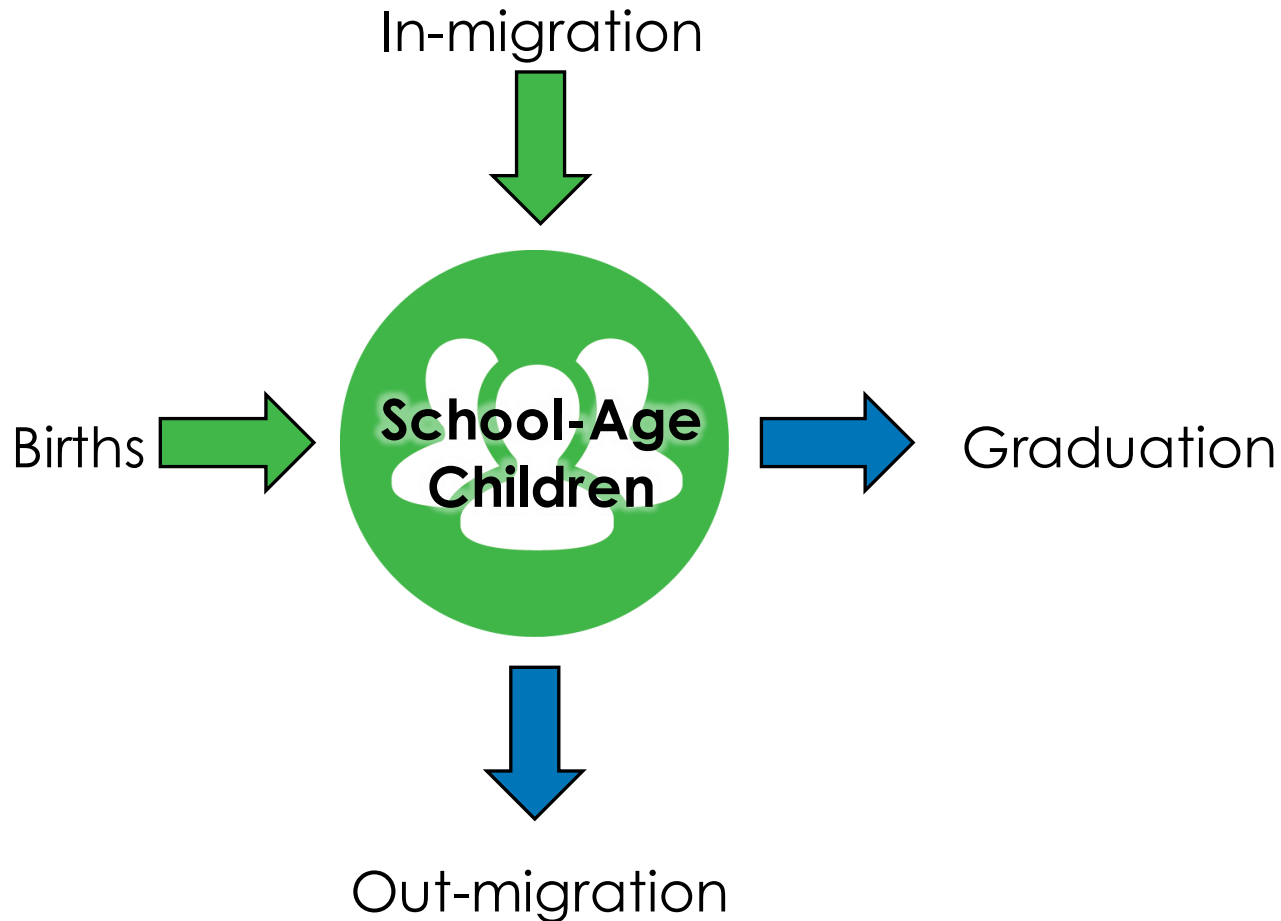 In-migration
Births
School-Age
Children
Graduation
Out-migration